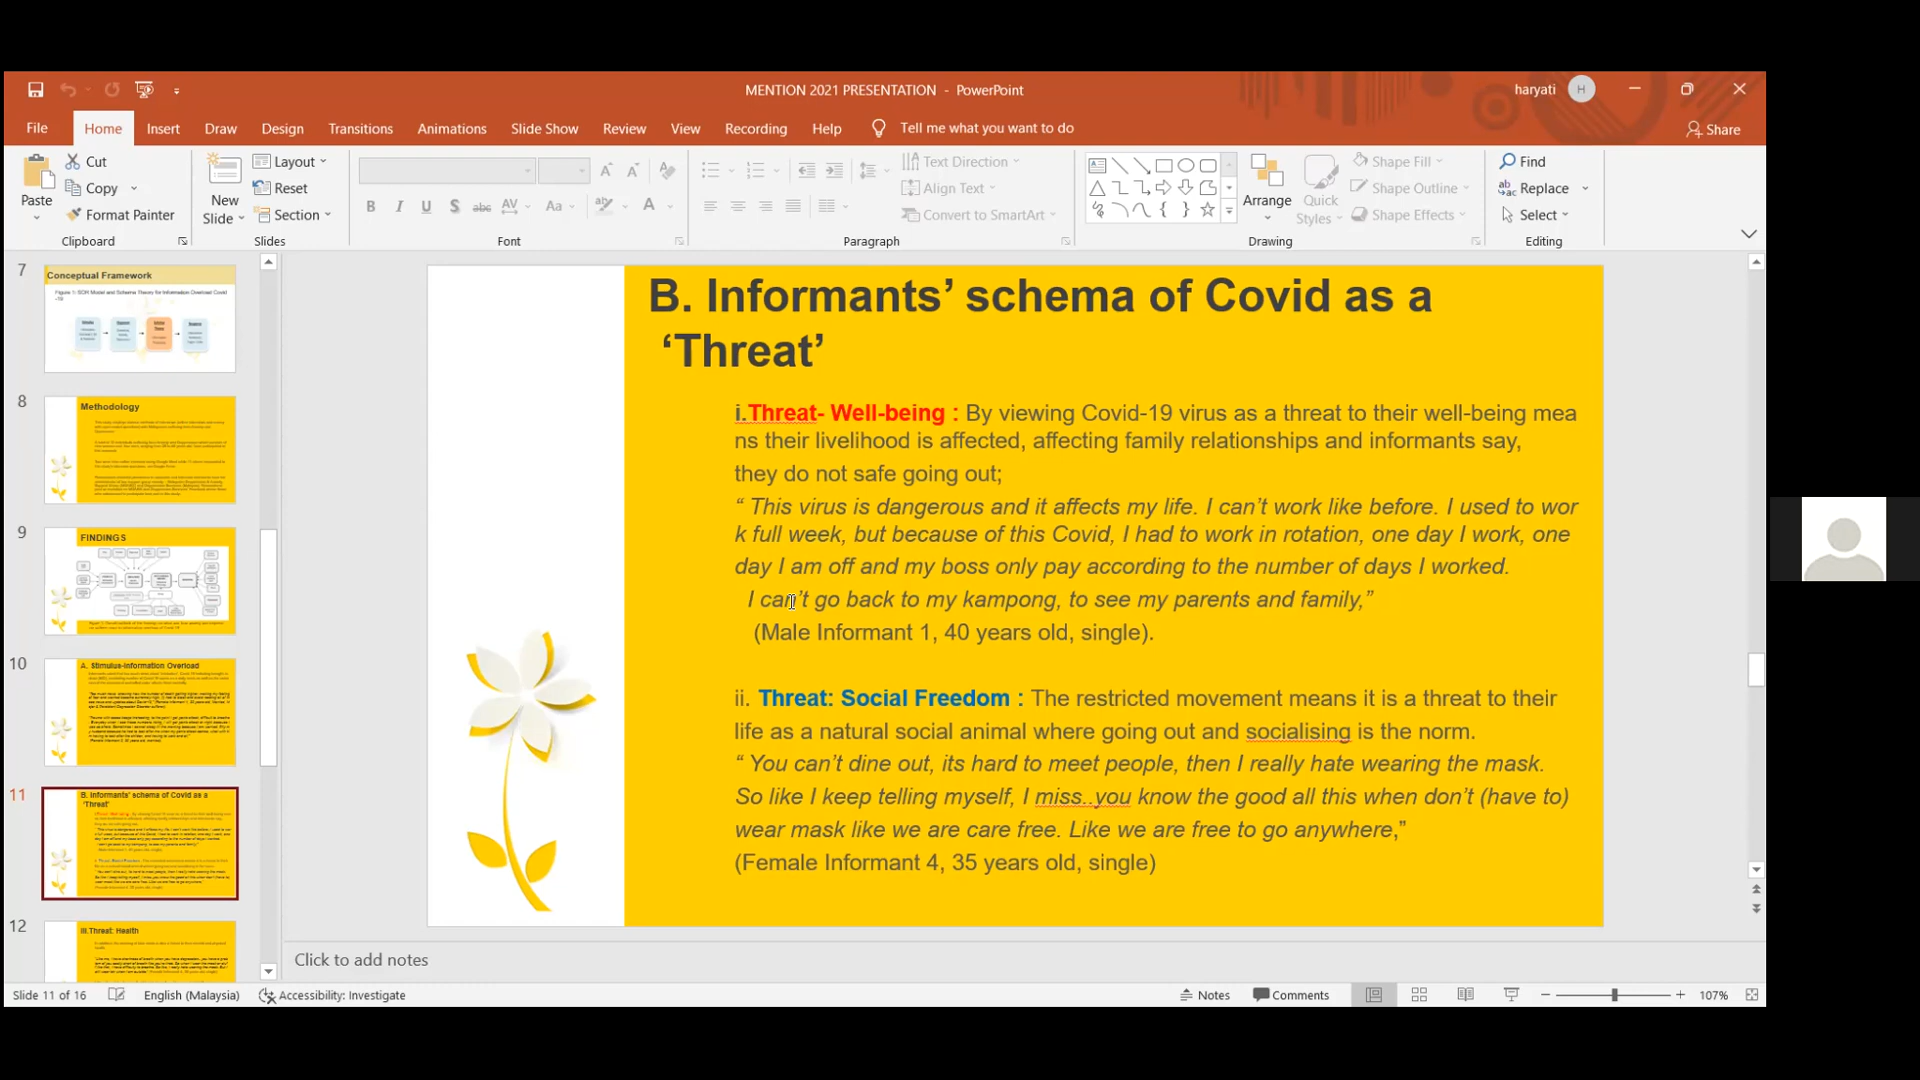 MENTION 2021 PRESENTATION - PowerPoint
haryati
H
File
Home
Insert
Draw
Design
Transitions
Animations
Slide Show
Review
View
Recording
Help
Tell me what you want to do
Share
Paste
Cut
Copy
Format Painter
Clipboard
New Slide
Layout
Reset
Section
Slides
Font
Text Direction
Align Text
Convert to SmartArt
Paragraph
Arrange
Quick Styles
Shape Fill
Shape Outline
Shape Effects
Drawing
Find
Replace
Select
Editing
7
Conceptual Framework
8
Methodology
9
FINDINGS
10
A. Stimulus-Information Overload
11
B. Informants' schema of Covid as a
'Threat'
12
iii.Threat: Health
B. Informants’ schema of Covid as a
‘Threat’
i.Threat- Well-being : By viewing Covid-19 virus as a threat to their well-being mea
ns their livelihood is affected, affecting family relationships and informants say,
they do not safe going out;
“ This virus is dangerous and it affects my life. I can’t work like before. I used to wor
k full week, but because of this Covid, I had to work in rotation, one day I work, one
day I am off and my boss only pay according to the number of days I worked.
I can’t go back to my kampong, to see my parents and family,”
(Male Informant 1, 40 years old, single).
ii. Threat: Social Freedom : The restricted movement means it is a threat to their
life as a natural social animal where going out and socialising is the norm.
“ You can’t dine out, its hard to meet people, then I really hate wearing the mask.
So like I keep telling myself, I miss..you know the good all this when don’t (have to)
wear mask like we are care free. Like we are free to go anywhere,”
(Female Informant 4, 35 years old, single)
Click to add notes
Slide 11 of 16
English (Malaysia)
Accessibility: Investigate
Notes
Comments
107%